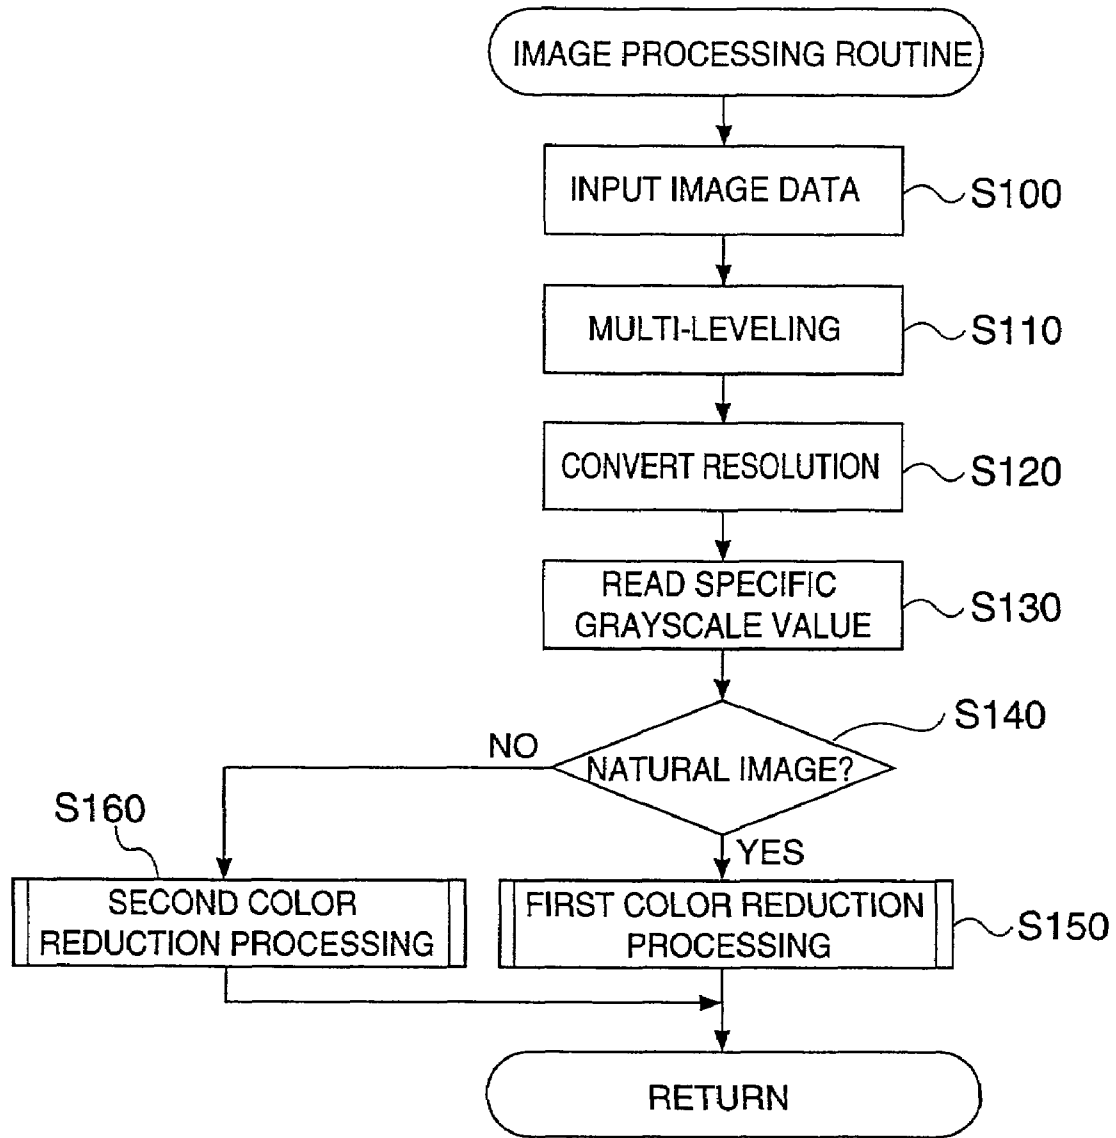 IMAGE PROCESSING ROUTINE
INPUT IMAGE DATA
S100
MULTI-LEVELING
S110
CONVERT RESOLUTION
S120
READ SPECIFIC
GRAYSCALE VALUE
S130
S140
NATURAL IMAGE?
NO
YES
S160
SECOND COLOR
REDUCTION PROCESSING
FIRST COLOR REDUCTION
PROCESSING
S150
RETURN